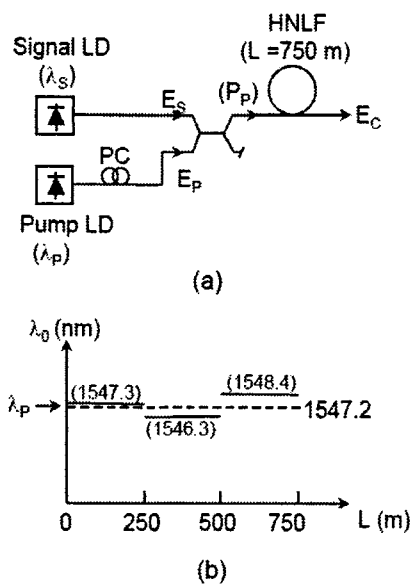 HNLF
(L =750 m)
Signal LD
(λS)
ES
(PP)
EC
PC
EP
Pump LD
(λP)
(a)
λ0 (nm)
(1547.3)
(1548.4)
λP
1547.2
(1546.3)
0 250 500 750 L (m)
(b)